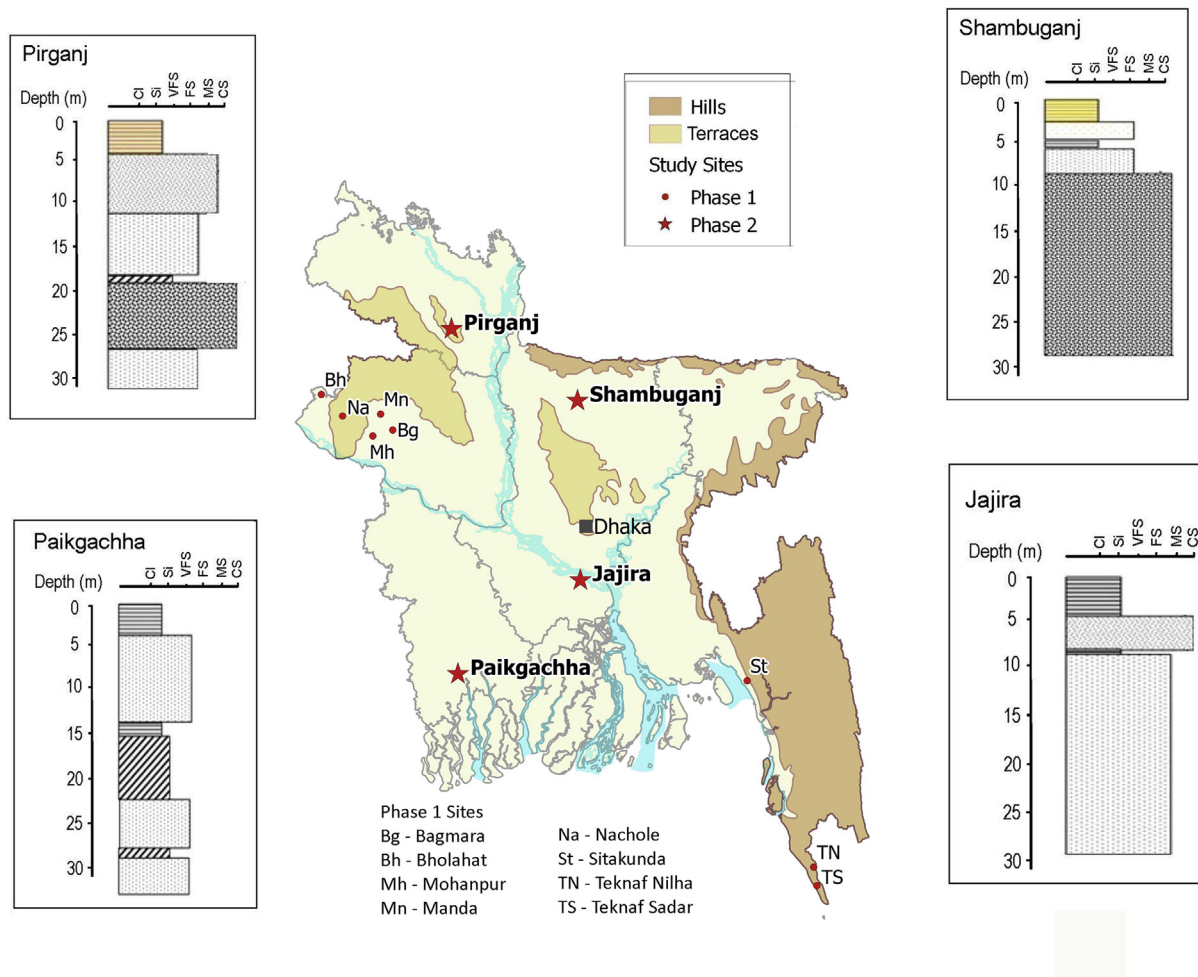 Pirganj
Depth (m)
Cl
Si
VFS
FS
MS
CS
0
5
10
15
20
25
30
Shambuganj
Depth (m)
Cl
Si
VFS
FS
MS
CS
0
5
10
15
20
25
30
Hills
Terraces
Study Sites
Phase 1
Phase 2
Pirganj
Shambuganj
Bh
Na
Mn
Bg
Mh
Dhaka
Jajira
Paikgachha
St
TN
TS
Paikgachha
Depth (m)
Cl
Si
VFS
FS
MS
CS
0
5
10
15
20
25
30
Jajira
Depth (m)
Cl
Si
VFS
FS
MS
CS
0
5
10
15
20
25
30
Phase 1 Sites
Bg - Bagmara
Bh - Bholahat
Mh - Mohanpur
Mn - Manda
Na - Nachole
St - Sitakunda
TN - Teknaf Nilha
TS - Teknaf Sadar